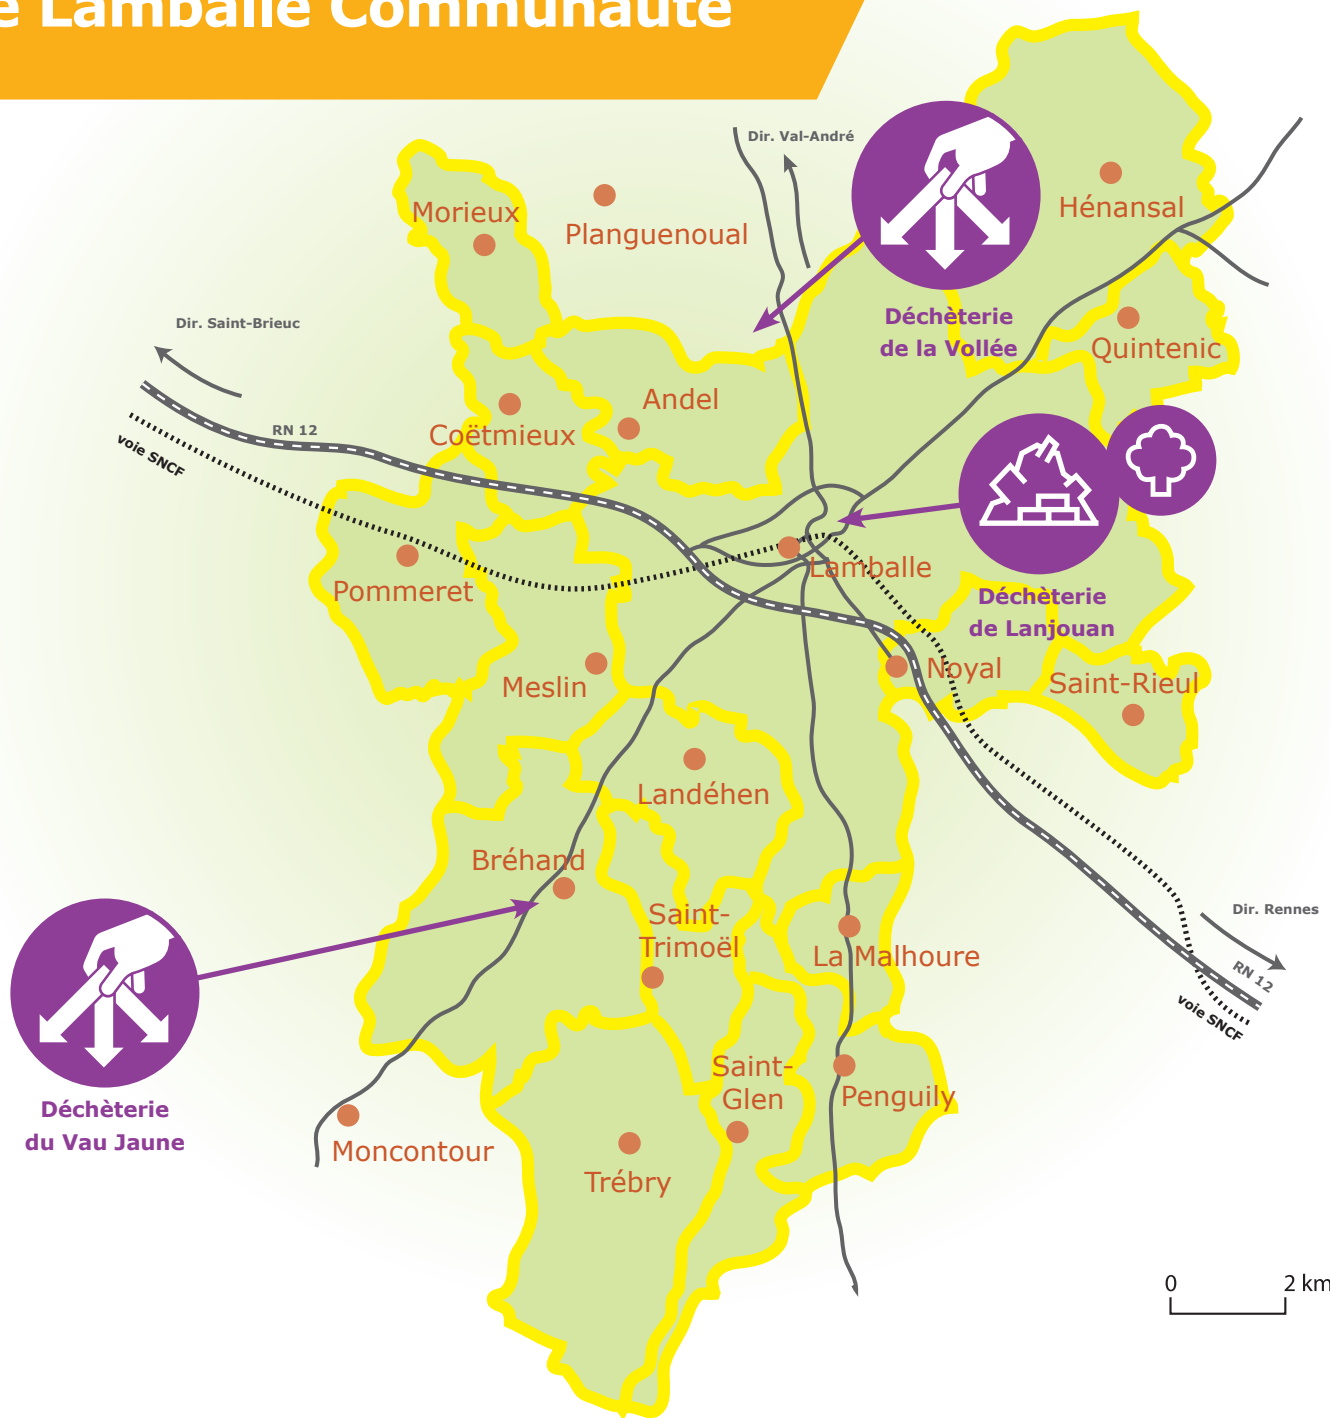 e Lamballe Communauté
Dir. Val-André
Hénansal
Morieux
Planguenoual
Dir. Saint-Brieuc
Déchèterie
de la Vollée
Quintenic
Andel
RN 12
Coëtmieux
voie SNCF
Pommeret
Lamballe
Déchèterie
de Lanjouan
Noyal
Saint-Rieul
Meslin
Landéhen
Bréhand
Saint-
Trimoël
Dir. Rennes
La Malhoure
RN 12
voie SNCF
Saint-
Glen
Penguily
Déchèterie
du Vau Jaune
Moncontour
Trébry
0 2 km